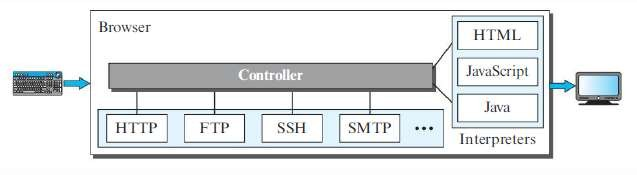 Browser
HTML
Controller
JavaScript
Java
HTTP FTP SSH SMTP ...
Interpreters